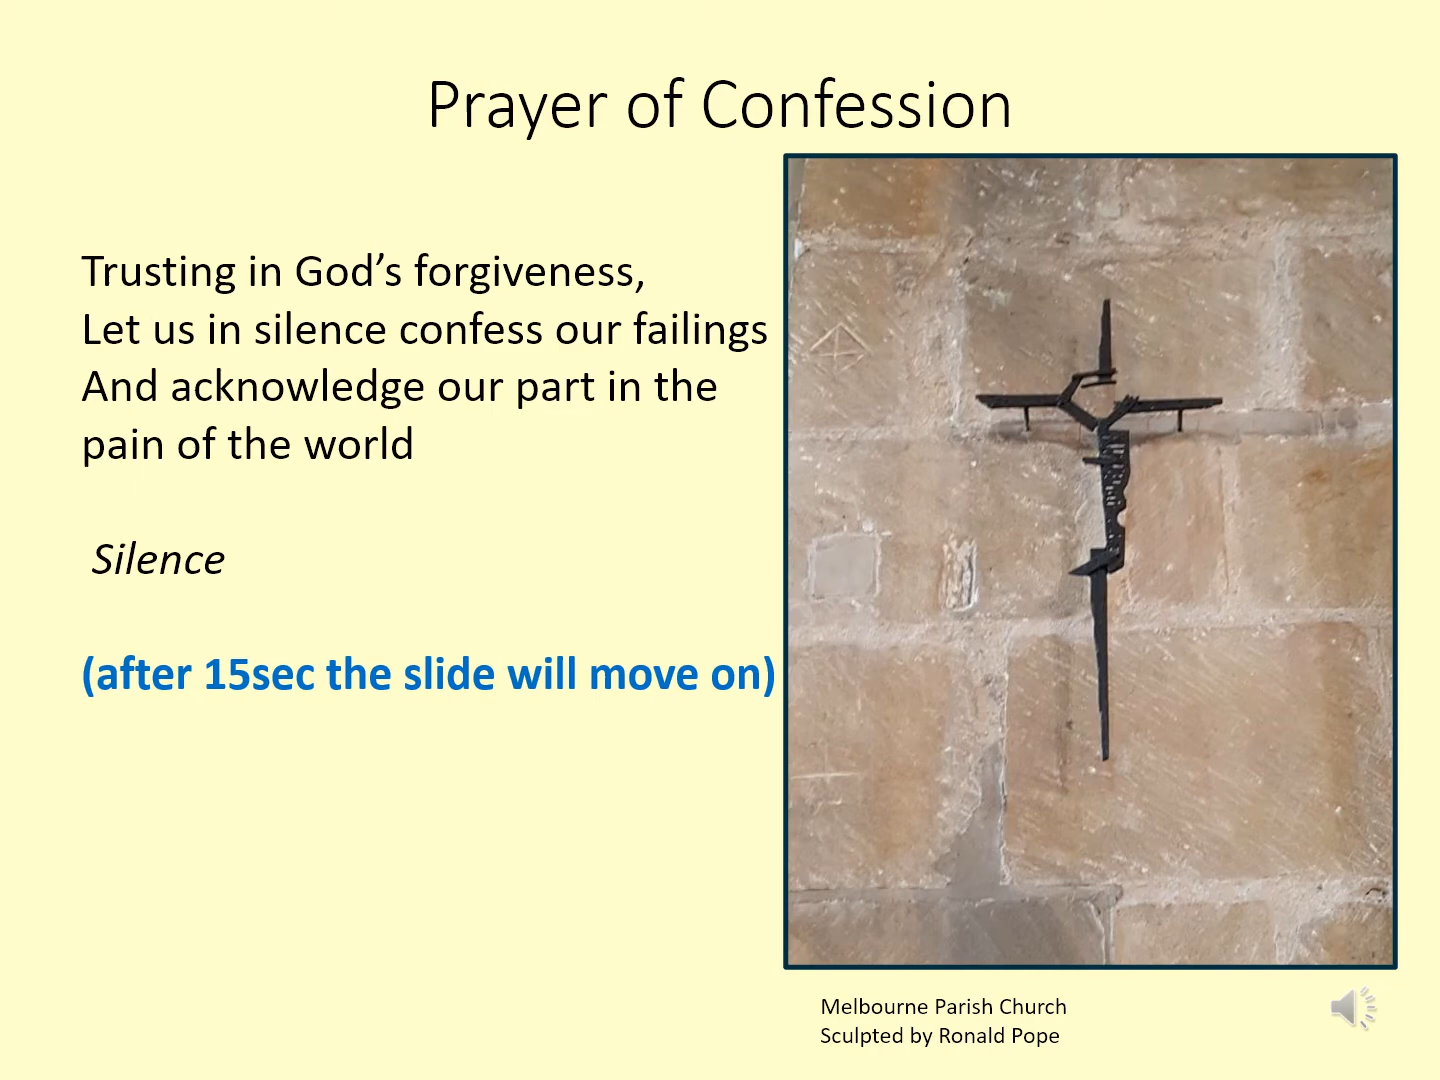 Prayer of Confession
Trusting in God’s forgiveness,
Let us in silence confess our failings
And acknowledge our part in the
pain of the world
Silence
(after 15sec the slide will move on)
Melbourne Parish Church
Sculpted by Ronald Pope